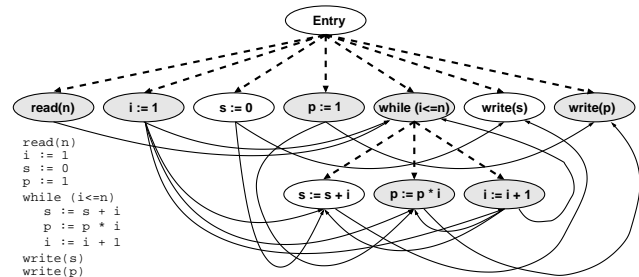 Entry
read(n) i := 1 s := 0 p := 1 while (i<=n) write(s) write(p)
s := s + i p := p * i i := i + 1
read(n)
i := 1
s := 0
p := 1
while (i<=n)
s := s + i
p := p * i
i := i + 1
write(s)
write(p)